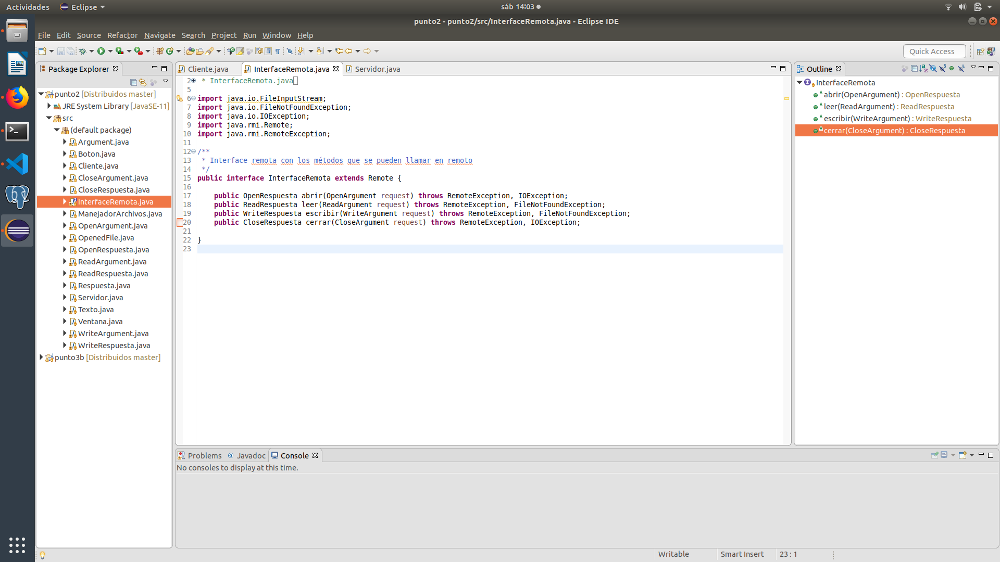 Actividades Eclipse sáb 14:03
punto2 - punto2/src/InterfaceRemota.java - Eclipse IDE
File Edit Source Refactor Navigate Search Project Run Window Help
Quick Access
Package Explorer
punto2 [Distribuidos master]
JRE System Library [JavaSE-11]
src
(default package)
Argument.java
Boton.java
Cliente.java
CloseArgument.java
CloseRespuesta.java
InterfaceRemota.java
ManejadorArchivos.java
OpenArgument.java
OpenedFile.java
OpenRespuesta.java
ReadArgument.java
ReadRespuesta.java
Respuesta.java
Servidor.java
Texto.java
Ventana.java
WriteArgument.java
WriteRespuesta.java
punto3b [Distribuidos master]
Cliente.java InterfaceRemota.java Servidor.java
2 * InterfaceRemota.java
5
6 import java.io.FileInputStream;
7 import java.io.FileNotFoundException;
8 import java.io.IOException;
9 import java.rmi.Remote;
10 import java.rmi.RemoteException;
11
12 /**
13 * Interface remota con los métodos que se pueden llamar en remoto
14 */
15 public interface InterfaceRemota extends Remote {
16
17 public OpenRespuesta abrir(OpenArgument request) throws RemoteException, IOException;
18 public ReadRespuesta leer(ReadArgument request) throws RemoteException, FileNotFoundException;
19 public WriteRespuesta escribir(WriteArgument request) throws RemoteException, FileNotFoundException;
20 public CloseRespuesta cerrar(CloseArgument request) throws RemoteException, IOException;
21
22 }
23
Outline
InterfaceRemota
abrir(OpenArgument) : OpenRespuesta
leer(ReadArgument) : ReadRespuesta
escribir(WriteArgument) : WriteRespuesta
cerrar(CloseArgument) : CloseRespuesta
Problems Javadoc Console
No consoles to display at this time.
Writable Smart Insert 23 : 1